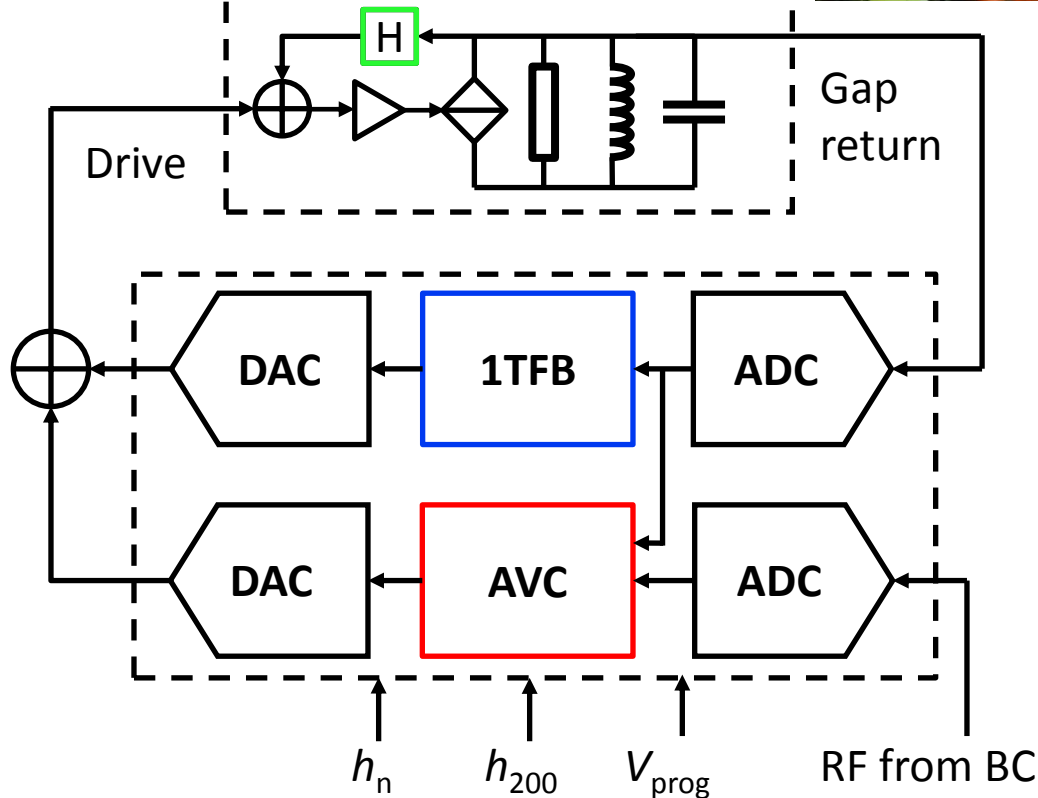 H
Gap
return
Drive
DAC
1TFB
ADC
DAC
AVC
ADC
hn
h200
Vprog
RF from BC